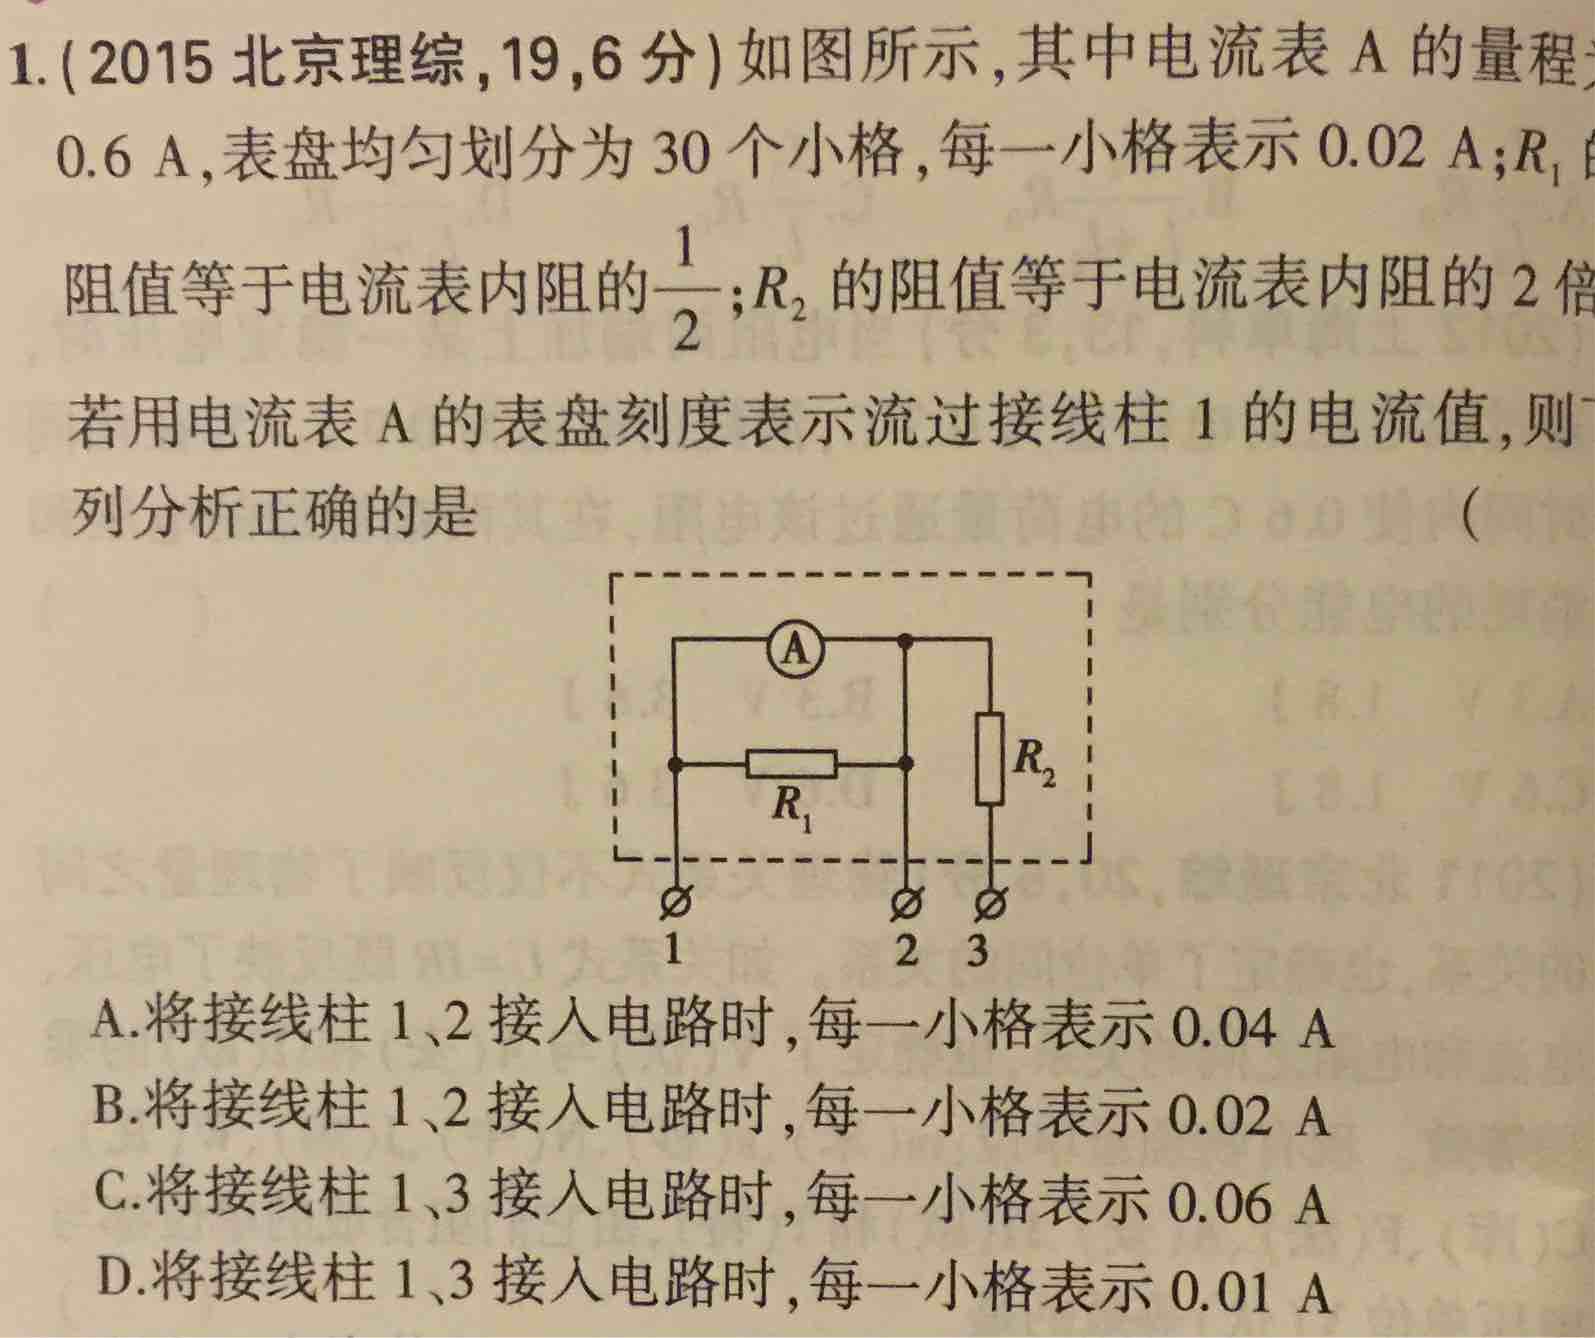 1.(2015 北京理综,19,6 分)如图所示,其中电流表 A 的量程
0.6 A,表盘均匀划分为 30 个小格,每一小格表示 0.02 A;R₁
阻值等于电流表内阻的1/2;R₂ 的阻值等于电流表内阻的 2 倍
若用电流表 A 的表盘刻度表示流过接线柱 1 的电流值,则
列分析正确的是 (
A
R₂
R₁
1 2 3
A.将接线柱 1、2 接入电路时,每一小格表示 0.04 A
B.将接线柱 1、2 接入电路时,每一小格表示 0.02 A
C.将接线柱 1、3 接入电路时,每一小格表示 0.06 A
D.将接线柱 1、3 接入电路时,每一小格表示 0.01 A